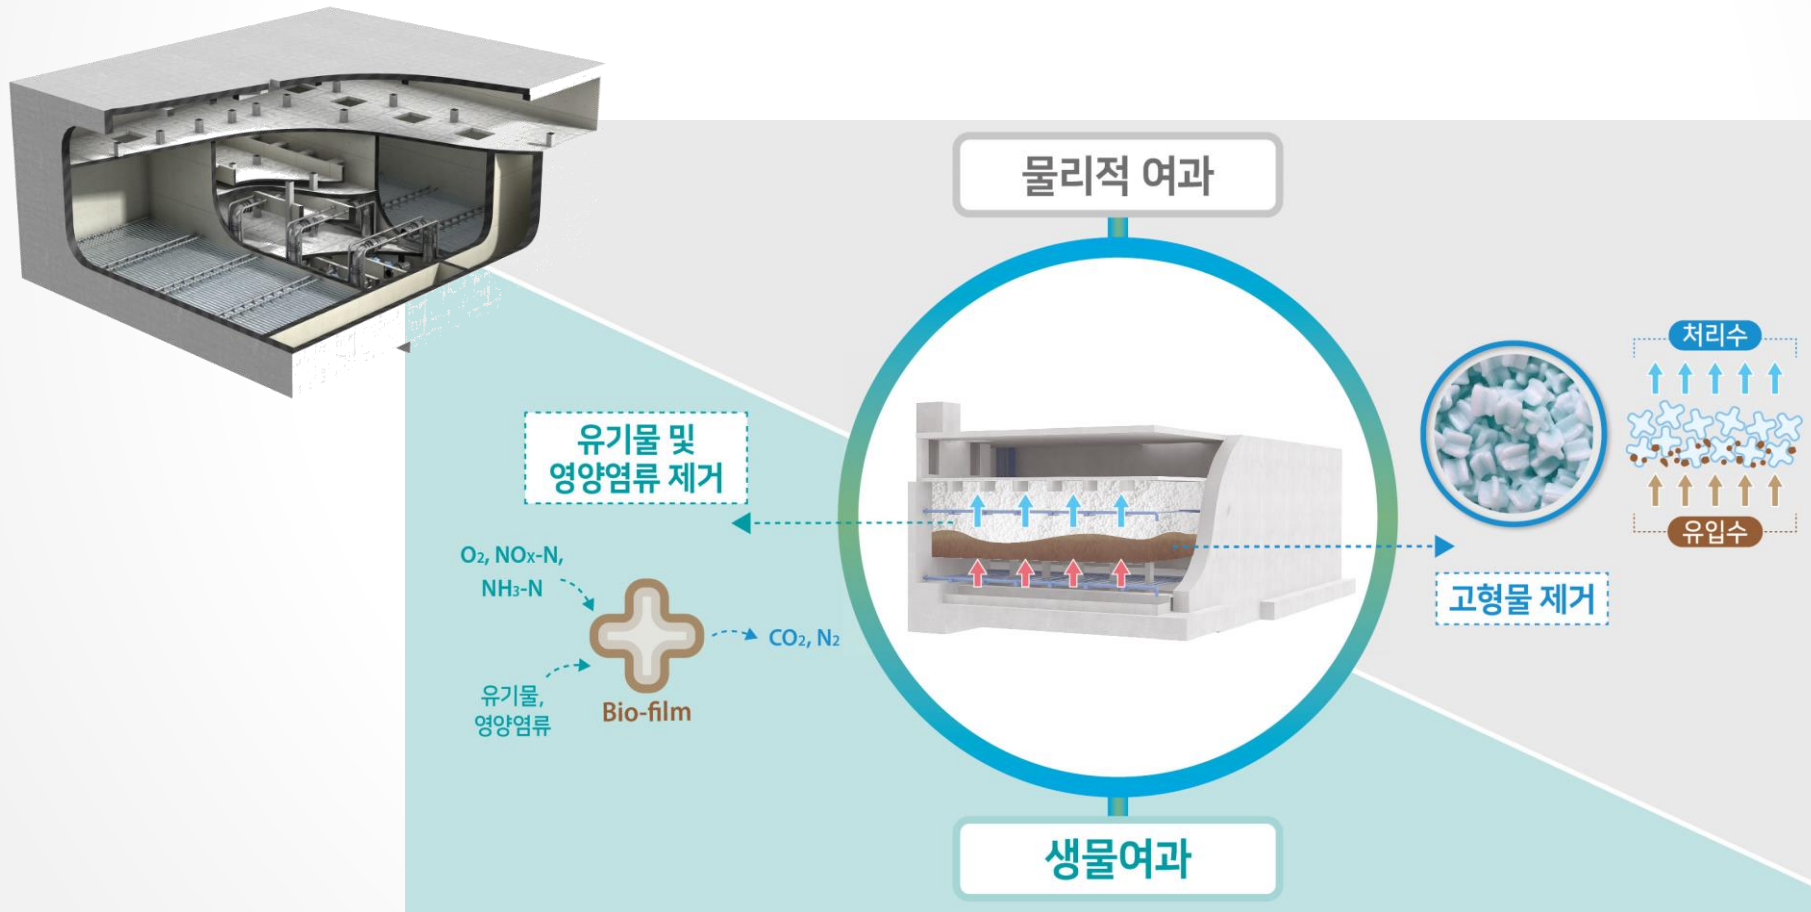 물리적 여과
처리수
유입수
고형물 제거
유기물 및
영양염류 제거
O₂, NOx-N,
NH₃-N
CO₂, N₂
유기물,
영양염류
Bio-film
생물여과